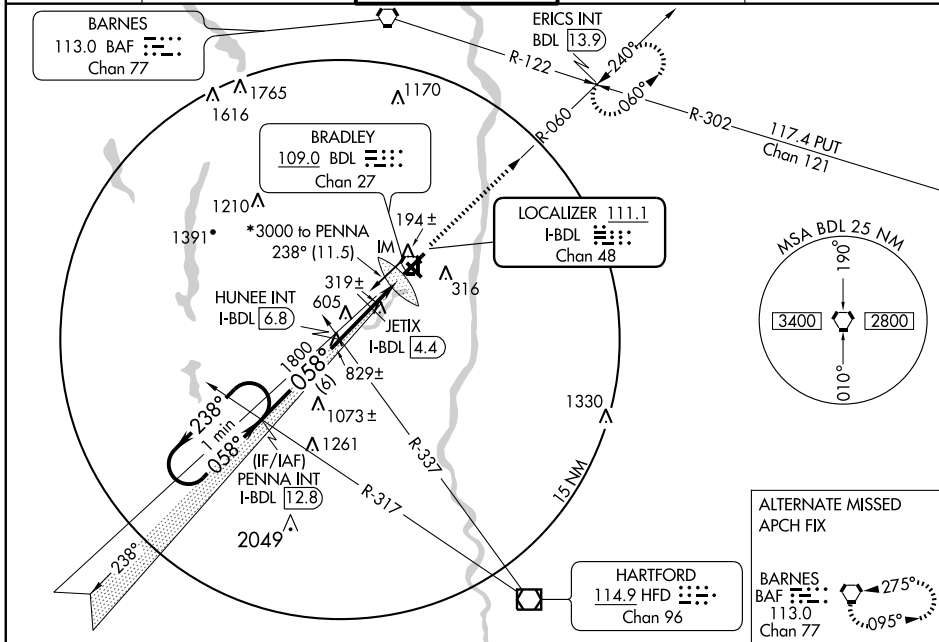 BARNES
113.0 BAF
Chan 77
ERICS INT
BDL 13.9
R-122
240°
060°
R-060
R-302
117.4 PUT
Chan 121
1765
1616
1170
BRADLEY
109.0 BDL
Chan 27
1210
1391
*3000 to PENNA
238° (11.5)
194 ±
IM
LOCALIZER 111.1
I-BDL
Chan 48
316
319±
605
HUNEE INT
I-BDL 6.8
JETIX
I-BDL 4.4
1800
058°
(6)
829±
1073 ±
1261
238°
1 min
058°
(IF/IAF)
PENNA INT
I-BDL 12.8
2049
238°
R-337
R-317
1330
15 NM
HARTFORD
114.9 HFD
Chan 96
MSA BDL 25 NM
190°
3400
2800
010°
ALTERNATE MISSED
APCH FIX
BARNES
BAF
113.0
Chan 77
275°
095°